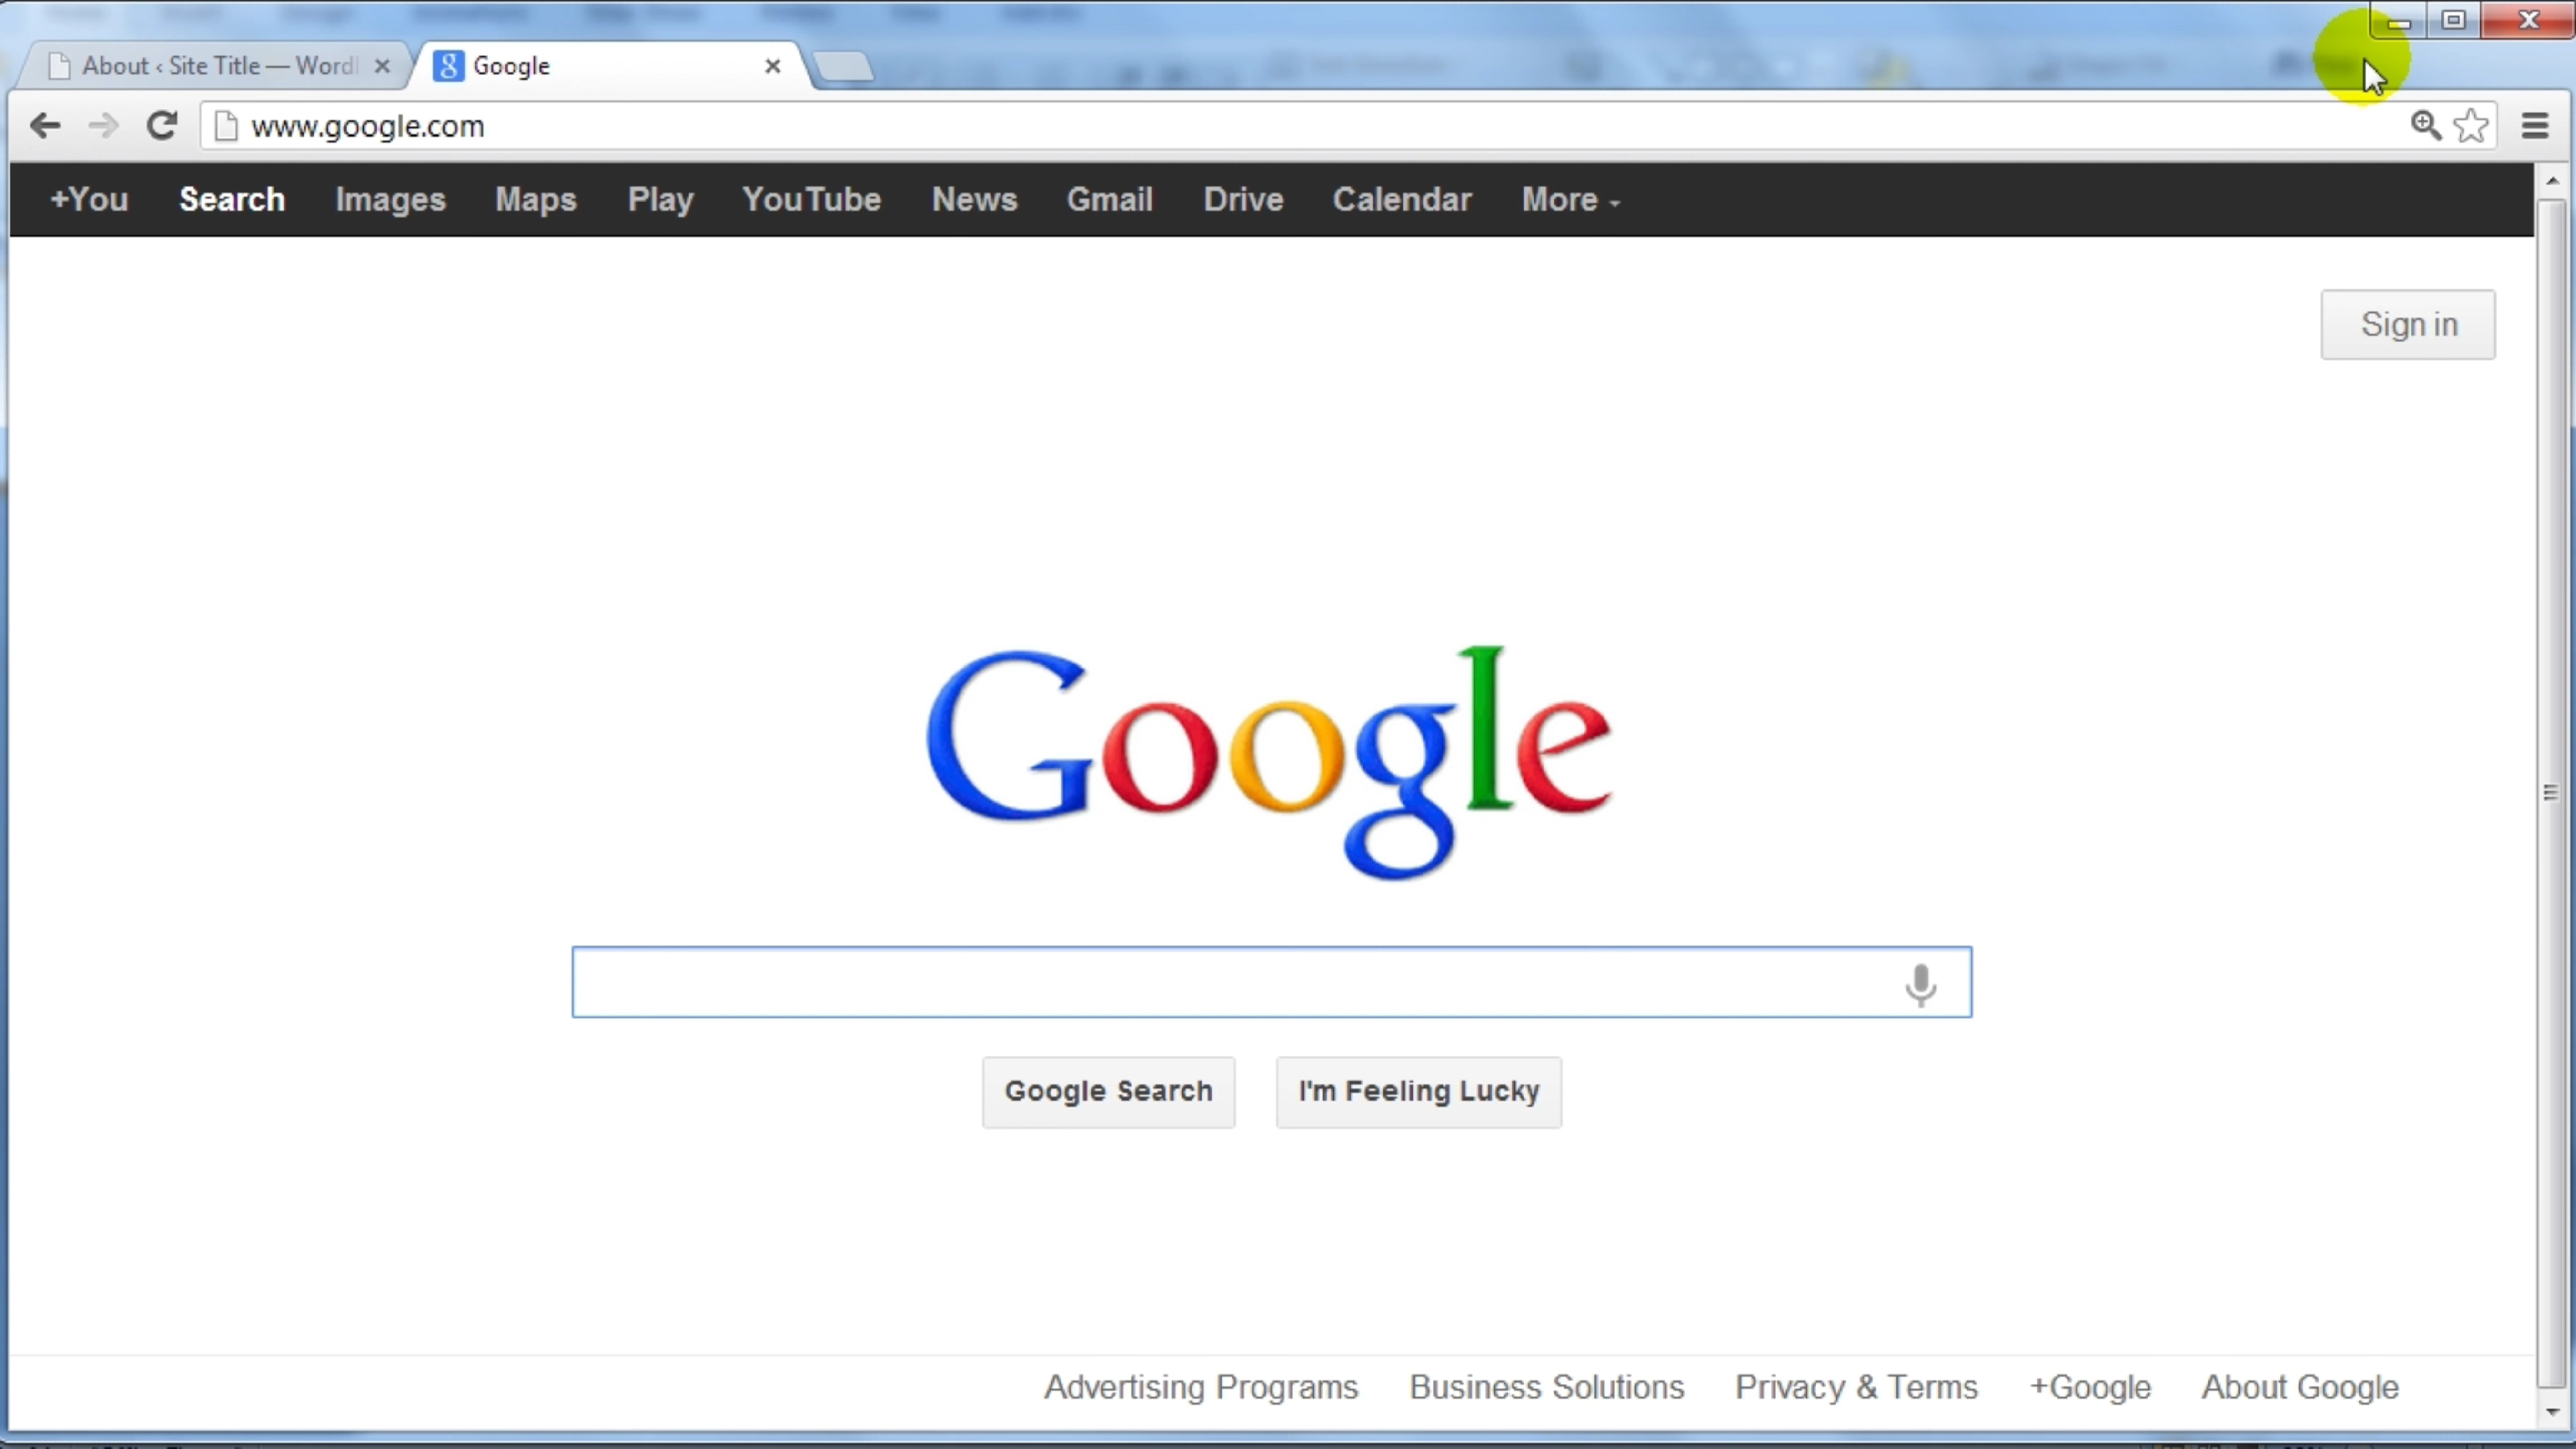 About ‹ Site Title — Word
Google
www.google.com
+You Search Images Maps Play YouTube News Gmail Drive Calendar More
Sign in
Google
Google Search I'm Feeling Lucky
Advertising Programs Business Solutions Privacy & Terms +Google About Google